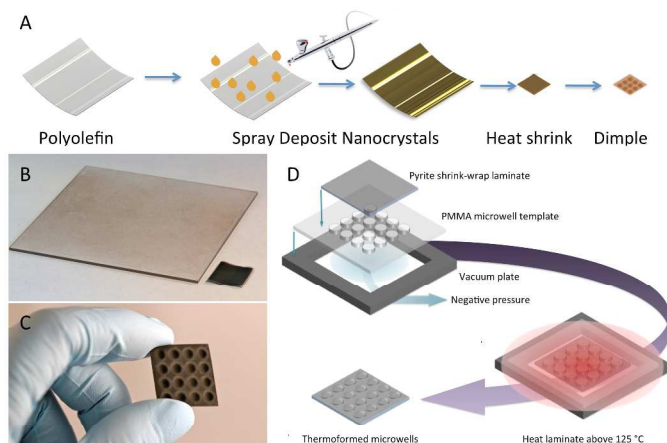 A
Polyolefin
Spray Deposit Nanocrystals
Heat shrink
Dimple
B
C
D
Pyrite shrink-wrap laminate
PMMA microwell template
Vacuum plate
Negative pressure
Thermoformed microwells
Heat laminate above 125 °C